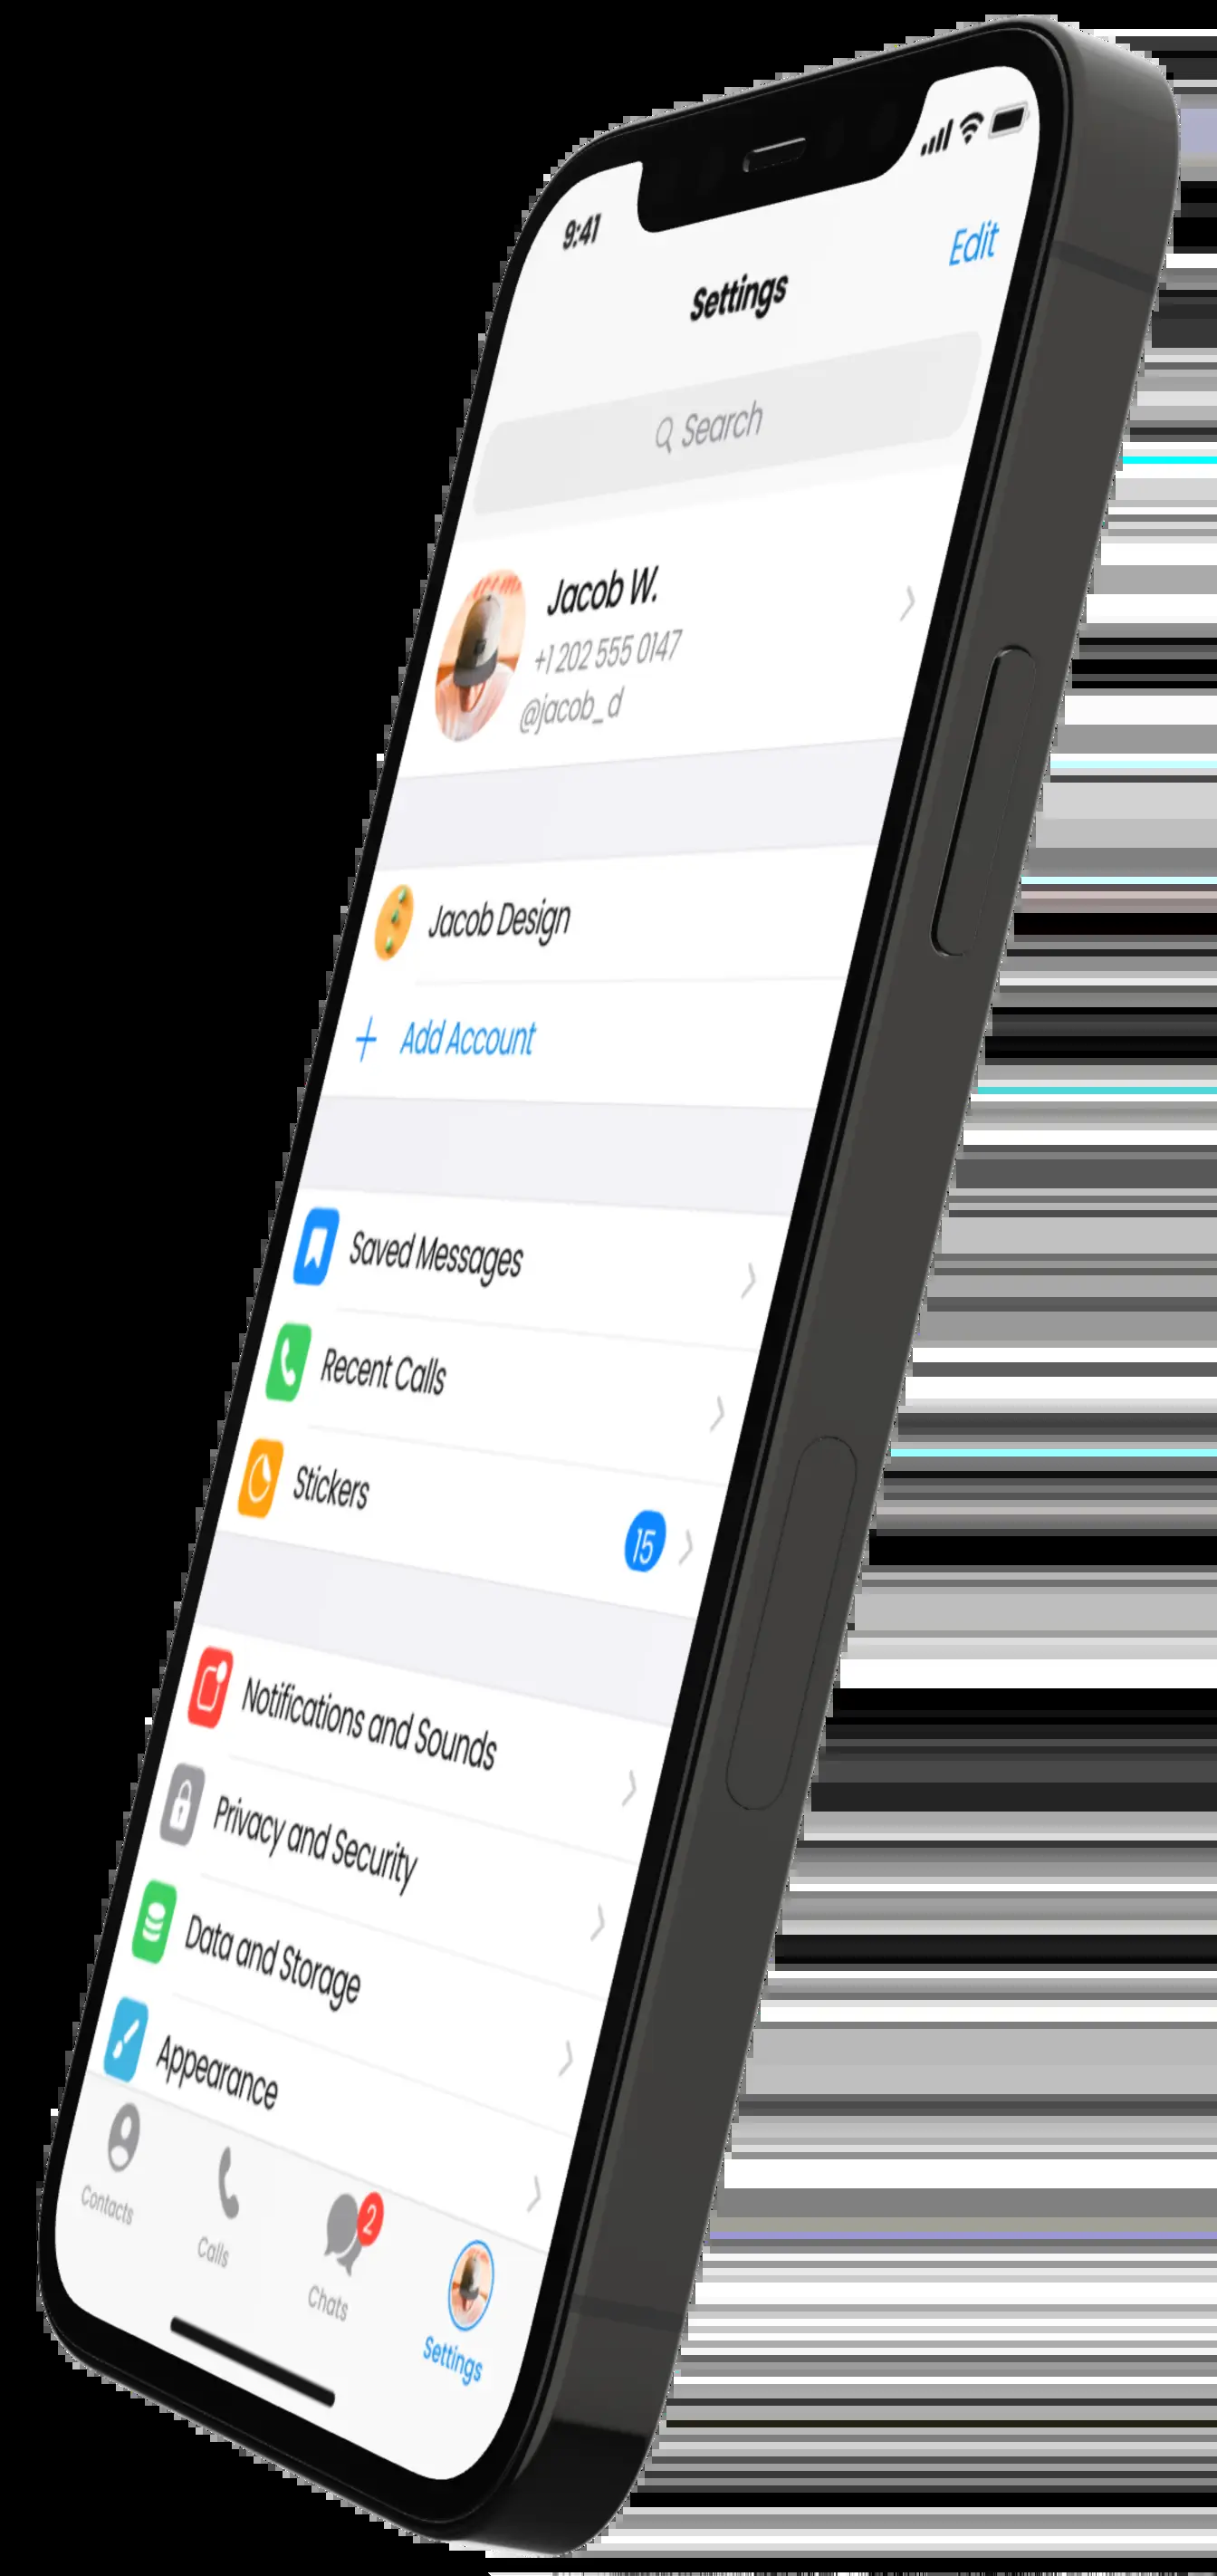 9:41
Edit
Settings
Search
Jacob W.
+1 202 555 0147
@jacob_d
Jacob Design
Add Account
Saved Messages
Recent Calls
Stickers
15
Notifications and Sounds
Privacy and Security
Data and Storage
Appearance
Contacts
Calls
2
Chats
Settings